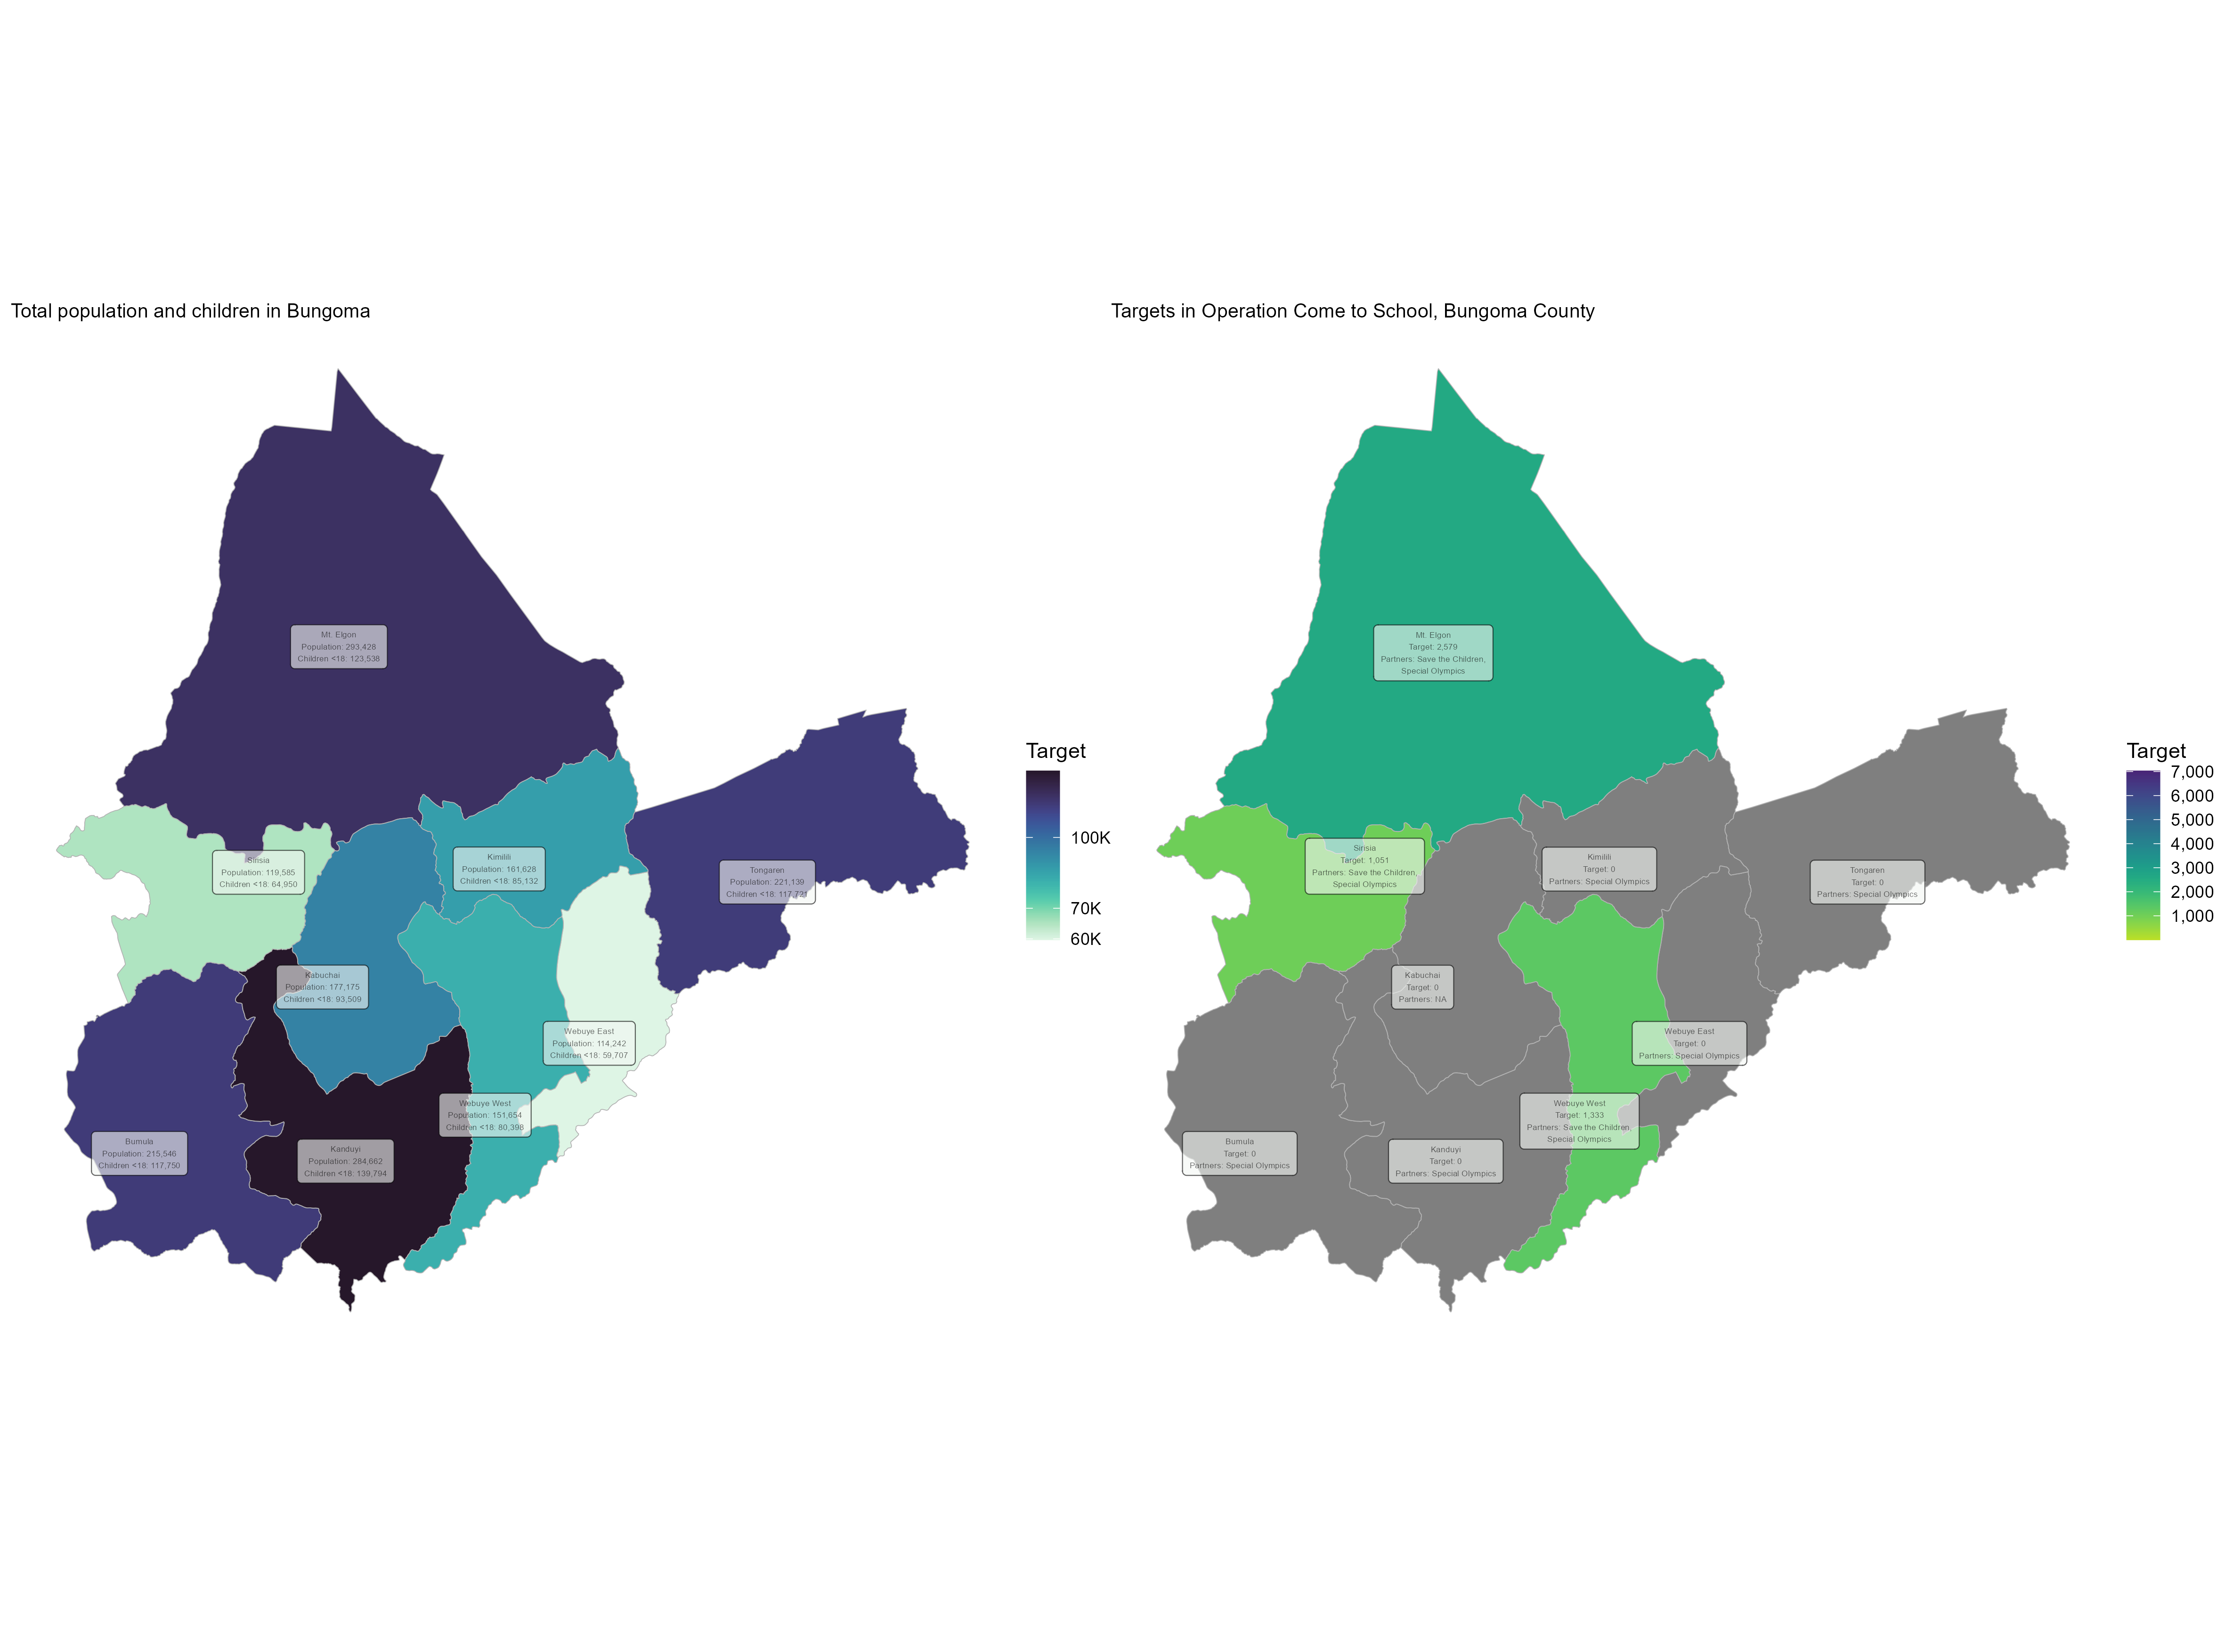 Total population and children in Bungoma
Mt. Elgon
Population: 293,428
Children <18: 123,538
Sirisia
Population: 119,585
Children <18: 64,950
Kimilili
Population: 161,628
Children <18: 85,132
Tongaren
Population: 221,139
Children <18: 117,721
Kabuchai
Population: 177,175
Children <18: 93,509
Webuye East
Population: 114,242
Children <18: 59,707
Webuye West
Population: 151,654
Children <18: 80,398
Bumula
Population: 215,546
Children <18: 117,750
Kanduyi
Population: 284,662
Children <18: 139,794
Target
100K
70K
60K
Targets in Operation Come to School, Bungoma County
Mt. Elgon
Target: 2,579
Partners: Save the Children,
Special Olympics
Sirisia
Target: 1,051
Partners: Save the Children,
Special Olympics
Kimilili
Target: 0
Partners: Special Olympics
Tongaren
Target: 0
Partners: Special Olympics
Kabuchai
Target: 0
Partners: NA
Webuye East
Target: 0
Partners: Special Olympics
Webuye West
Target: 1,333
Partners: Save the Children,
Special Olympics
Bumula
Target: 0
Partners: Special Olympics
Kanduyi
Target: 0
Partners: Special Olympics
Target
7,000
6,000
5,000
4,000
3,000
2,000
1,000